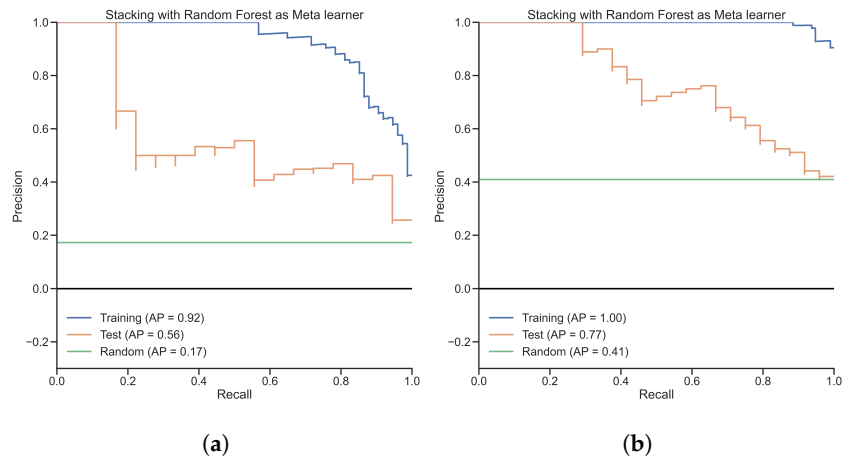 Stacking with Random Forest as Meta learner
1.0
0.8
0.6
0.4
0.2
0.0
−0.2
Precision
Training (AP = 0.92)
Test (AP = 0.56)
Random (AP = 0.17)
0.0 0.2 0.4 0.6 0.8 1.0
Recall
(a)
Stacking with Random Forest as Meta learner
1.0
0.8
0.6
0.4
0.2
0.0
−0.2
Precision
Training (AP = 1.00)
Test (AP = 0.77)
Random (AP = 0.41)
0.0 0.2 0.4 0.6 0.8 1.0
Recall
(b)